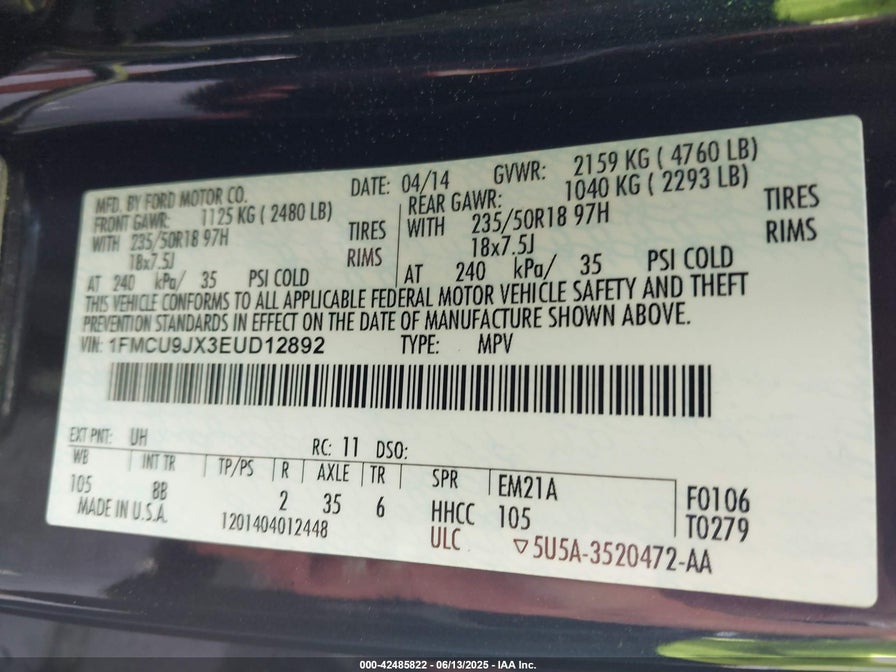 MFD. BY FORD MOTOR CO. DATE: 04/14 GVWR: 2159 KG ( 4760 LB)
FRONT GAWR: 1125 KG ( 2480 LB) REAR GAWR: 1040 KG ( 2293 LB)
WITH 235/50R18 97H TIRES WITH 235/50R18 97H TIRES
18x7.5J RIMS 18x7.5J RIMS
AT 240 kPa/ 35 PSI COLD AT 240 kPa/ 35 PSI COLD
THIS VEHICLE CONFORMS TO ALL APPLICABLE FEDERAL MOTOR VEHICLE SAFETY AND THEFT
PREVENTION STANDARDS IN EFFECT ON THE DATE OF MANUFACTURE SHOWN ABOVE.
VIN: 1FMCU9JX3EUD12892 TYPE: MPV
EXT PNT: UH RC: 11 DSO:
WB INT TR TP/PS R AXLE TR SPR EM21A F0106
105 BB 2 35 6 HHCC 105 T0279
MADE IN U.S.A. 1201404012448 ULC ▽5U5A-3520472-AA
000-42485822 - 06/13/2025 - IAA Inc.